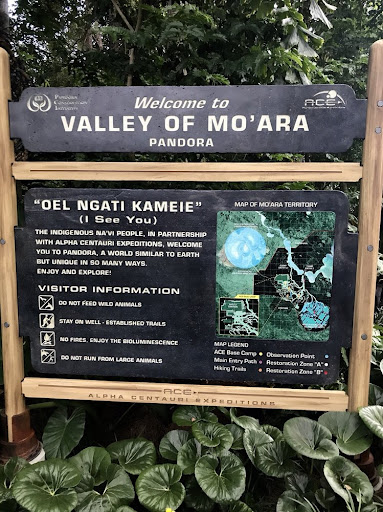 Pandora
Conservation
Initiative
ACE
Welcome to
VALLEY OF MO'ARA
PANDORA
"OEL NGATI KAMEIE"
(I See You)
THE INDIGENOUS NA'VI PEOPLE, IN PARTNERSHIP
WITH ALPHA CENTAURI EXPEDITIONS, WELCOME
YOU TO PANDORA, A WORLD SIMILAR TO EARTH
BUT UNIQUE IN SO MANY WAYS.
ENJOY AND EXPLORE!
VISITOR INFORMATION
DO NOT FEED WILD ANIMALS
STAY ON WELL - ESTABLISHED TRAILS
NO FIRES, ENJOY THE BIOLUMINESCENCE
DO NOT RUN FROM LARGE ANIMALS
MAP OF MO'ARA TERRITORY
MAP LEGEND
ACE Base Camp
Main Entry Path
Hiking Trails
Observation Point
Restoration Zone "A"
Restoration Zone "B"
ACE
ALPHA CENTAURI EXPEDITIONS